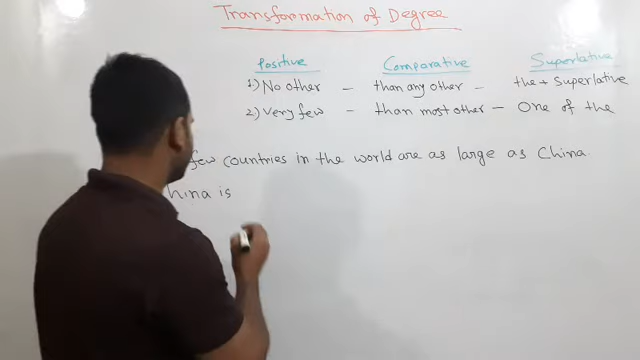 Transformation of Degree
Positive Comparative Superlative
1) No other - than any other - the + Superlative
2) Very few - than most other - One of the
few countries in the world are as large as China.
hina is